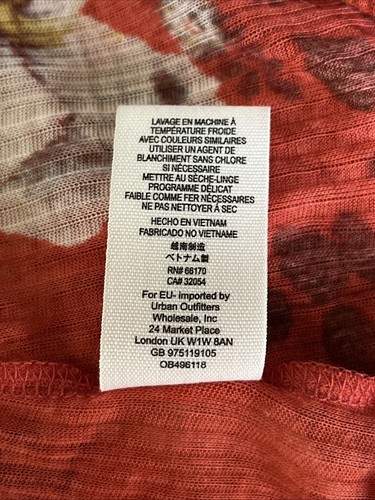 LAVAGE EN MACHINE À
TEMPÉRATURE FROIDE
AVEC COULEURS SIMILAIRES
UTILISER UN AGENT DE
BLANCHIMENT SANS CHLORE
SI NÉCESSAIRE
METTRE AU SÈCHE-LINGE
PROGRAMME DÉLICAT
FAIBLE COMME FER NÉCESSAIRES
NE PAS NETTOYER À SEC
HECHO EN VIETNAM
FABRICADO NO VIETNAME
越南制造
ベトナム製
RN# 66170
CA# 32054
For EU- imported by
Urban Outfitters
Wholesale, Inc
24 Market Place
London UK W1W 8AN
GB 975119105
OB496118